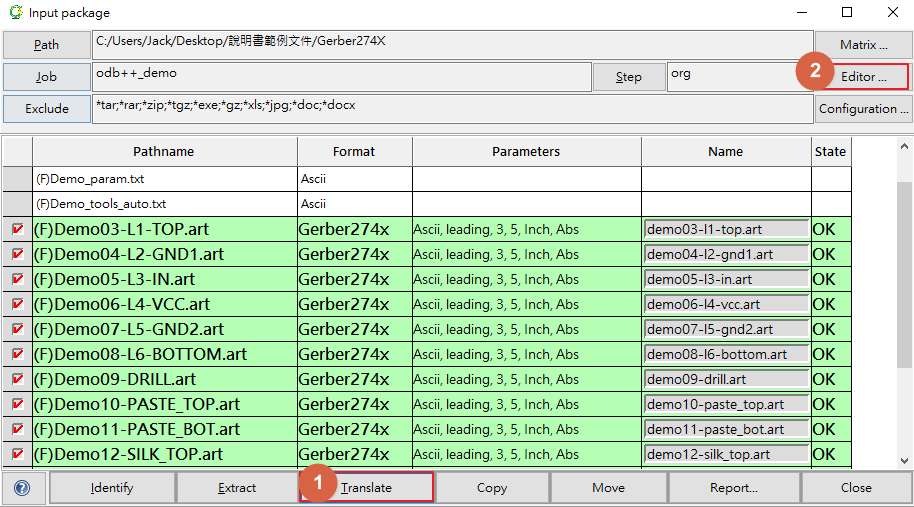 Input package
Path C:/Users/Jack/Desktop/說明書範例文件/Gerber274X Matrix ...
Job odb++_demo Step org 2 Editor ...
Exclude *tar;*rar;*zip;*tgz;*exe;*gz;*xls;*jpg;*doc;*docx Configuration ...
Pathname Format Parameters Name State
(F)Demo_param.txt Ascii
(F)Demo_tools_auto.txt Ascii
(F)Demo03-L1-TOP.art Gerber274x Ascii, leading, 3, 5, Inch, Abs demo03-l1-top.art OK
(F)Demo04-L2-GND1.art Gerber274x Ascii, leading, 3, 5, Inch, Abs demo04-l2-gnd1.art OK
(F)Demo05-L3-IN.art Gerber274x Ascii, leading, 3, 5, Inch, Abs demo05-l3-in.art OK
(F)Demo06-L4-VCC.art Gerber274x Ascii, leading, 3, 5, Inch, Abs demo06-l4-vcc.art OK
(F)Demo07-L5-GND2.art Gerber274x Ascii, leading, 3, 5, Inch, Abs demo07-l5-gnd2.art OK
(F)Demo08-L6-BOTTOM.art Gerber274x Ascii, leading, 3, 5, Inch, Abs demo08-l6-bottom.art OK
(F)Demo09-DRILL.art Gerber274x Ascii, leading, 3, 5, Inch, Abs demo09-drill.art OK
(F)Demo10-PASTE_TOP.art Gerber274x Ascii, leading, 3, 5, Inch, Abs demo10-paste_top.art OK
(F)Demo11-PASTE_BOT.art Gerber274x Ascii, leading, 3, 5, Inch, Abs demo11-paste_bot.art OK
(F)Demo12-SILK_TOP.art Gerber274x Ascii, leading, 3, 5, Inch, Abs demo12-silk_top.art OK
? Identify Extract 1 Translate Copy Move Report... Close